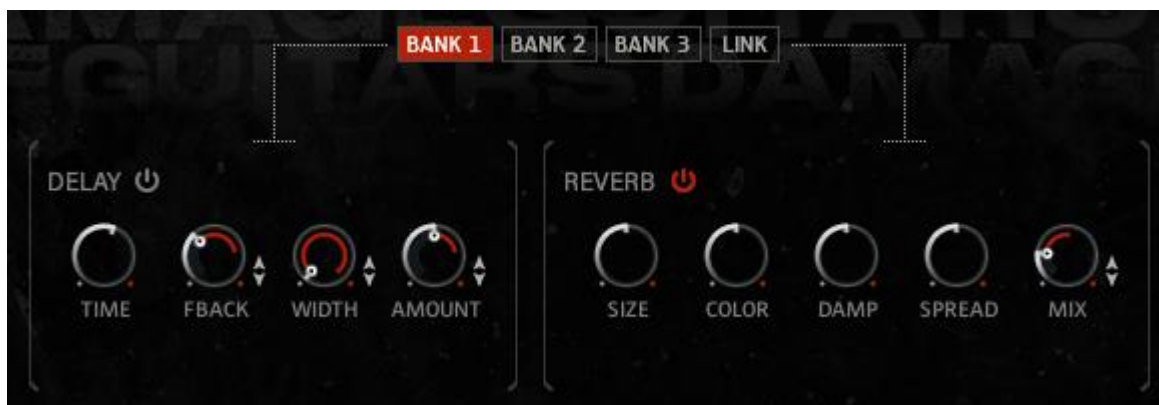 BANK 1 BANK 2 BANK 3 LINK
DELAY
TIME FBACK WIDTH AMOUNT
REVERB
SIZE COLOR DAMP SPREAD MIX